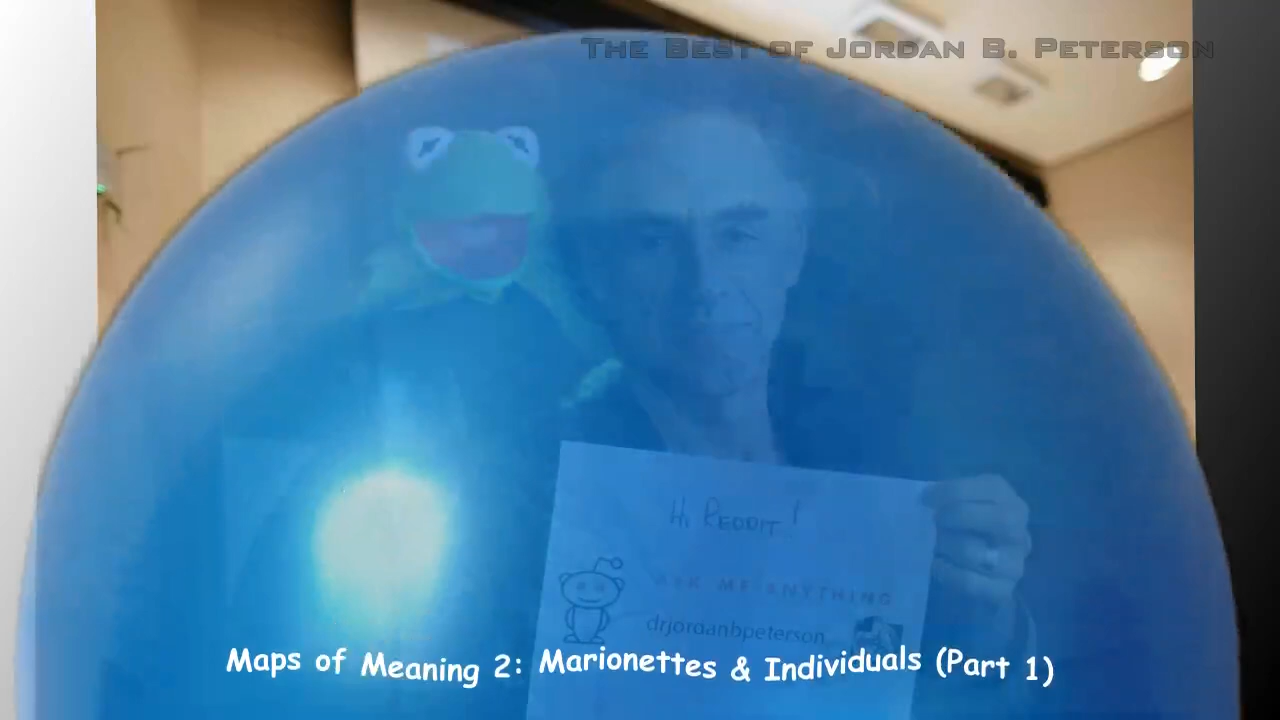 The Best of Jordan B. Peterson
Hi Reddit!
ASK ME ANYTHING
drjordanbpeterson
Maps of Meaning 2: Marionettes & Individuals (Part 1)